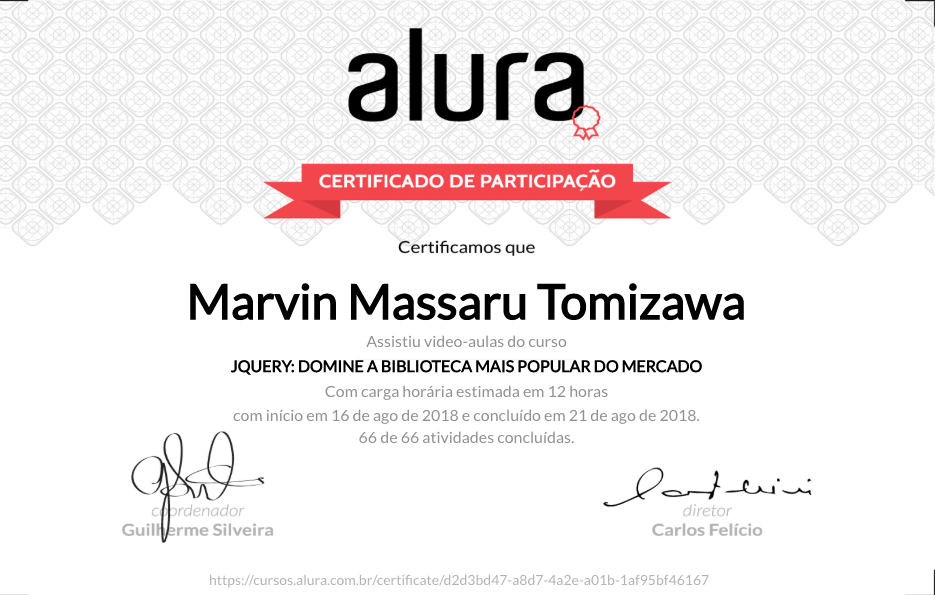 alura
CERTIFICADO DE PARTICIPAÇÃO
Certificamos que
Marvin Massaru Tomizawa
Assistiu video-aulas do curso
JQUERY: DOMINE A BIBLIOTECA MAIS POPULAR DO MERCADO
Com carga horária estimada em 12 horas
com início em 16 de ago de 2018 e concluído em 21 de ago de 2018.
66 de 66 atividades concluídas.
coordenador
Guilherme Silveira
diretor
Carlos Felício
https://cursos.alura.com.br/certificate/d2d3bd47-a8d7-4a2e-a01b-1af95bf46167